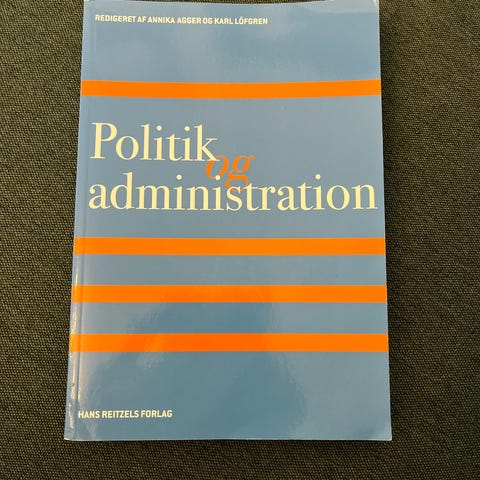 REDIGERET AF ANNIKA AGGER OG KARL LÖFGREN
Politik
og
administration
HANS REITZELS FORLAG